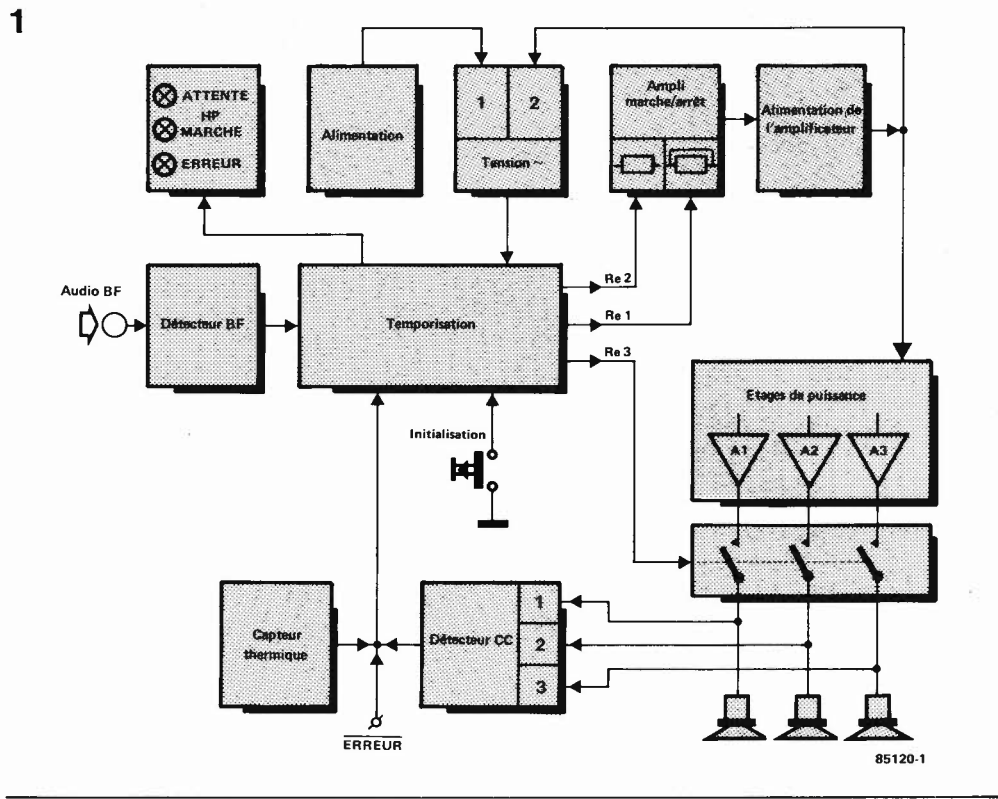 1
ATTENTE
HP
MARCHE
ERREUR
Alimentation
1
2
Tension ~
Ampli
marche/arrêt
Alimentation de
l'amplificateur
Audio BF
Détecteur BF
Temporisation
Re 2
Re 1
Re 3
Initialisation
Etages de puissance
A1
A2
A3
Capteur
thermique
Détecteur CC
1
2
3
ERREUR
85120-1